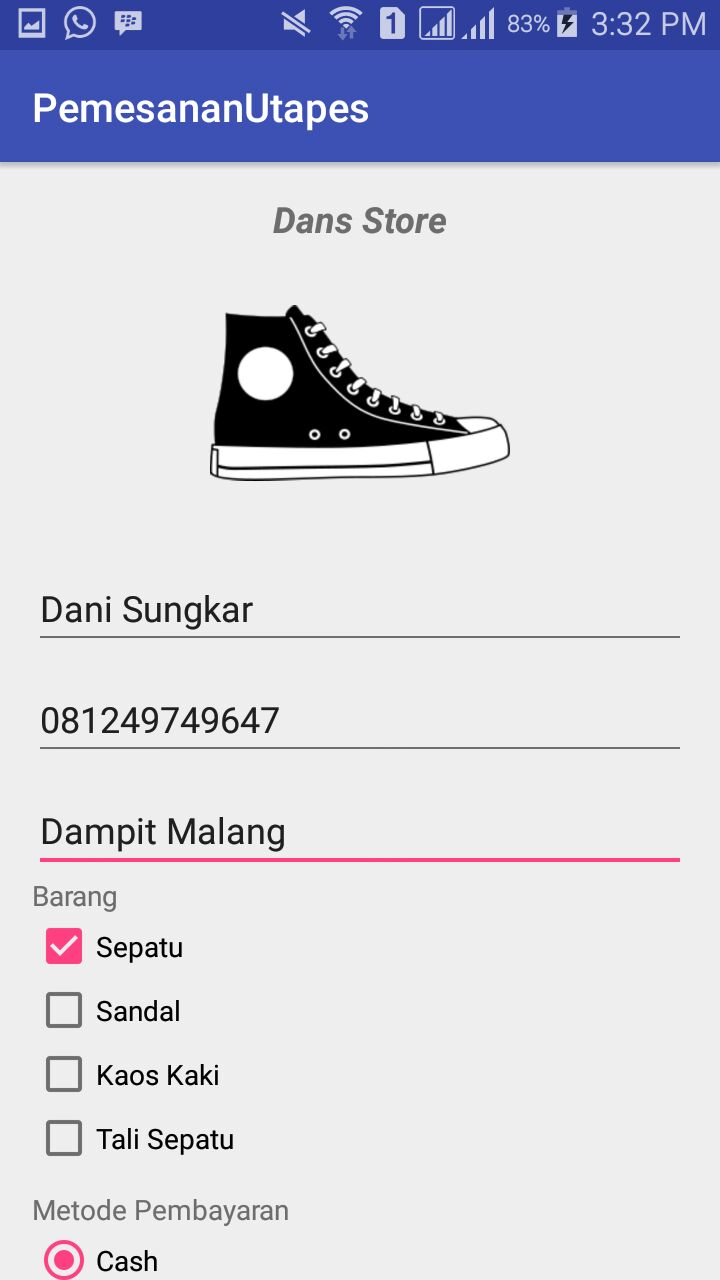 1 83% 3:32 PM
PemesananUtapes
Dans Store
Dani Sungkar
081249749647
Dampit Malang
Barang
Sepatu
Sandal
Kaos Kaki
Tali Sepatu
Metode Pembayaran
Cash